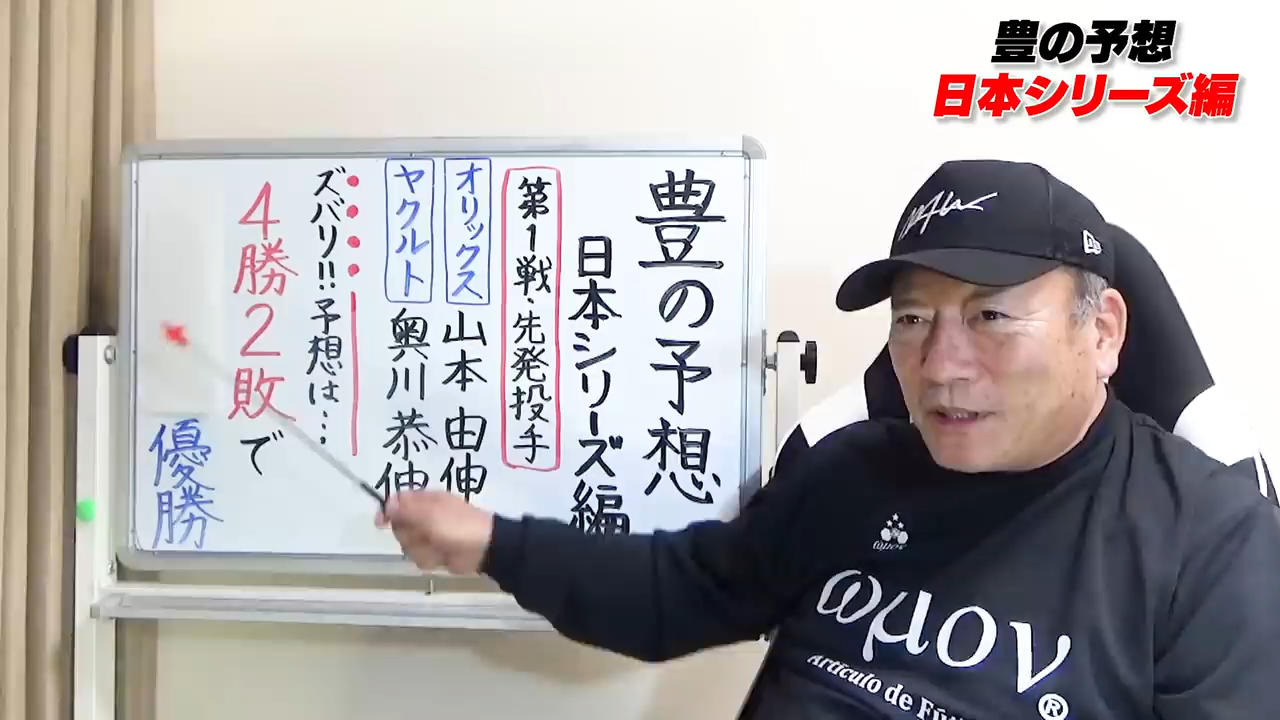 豊の予想
日本シリーズ編
豊の予想
日本シリーズ編
第1戦・先発投手
オリックス 山本 由伸
ヤクルト 奥川 恭伸
ズバリ!!予想は・・・
4勝2敗で
優勝
ωμον®
Artículo de
ωμον